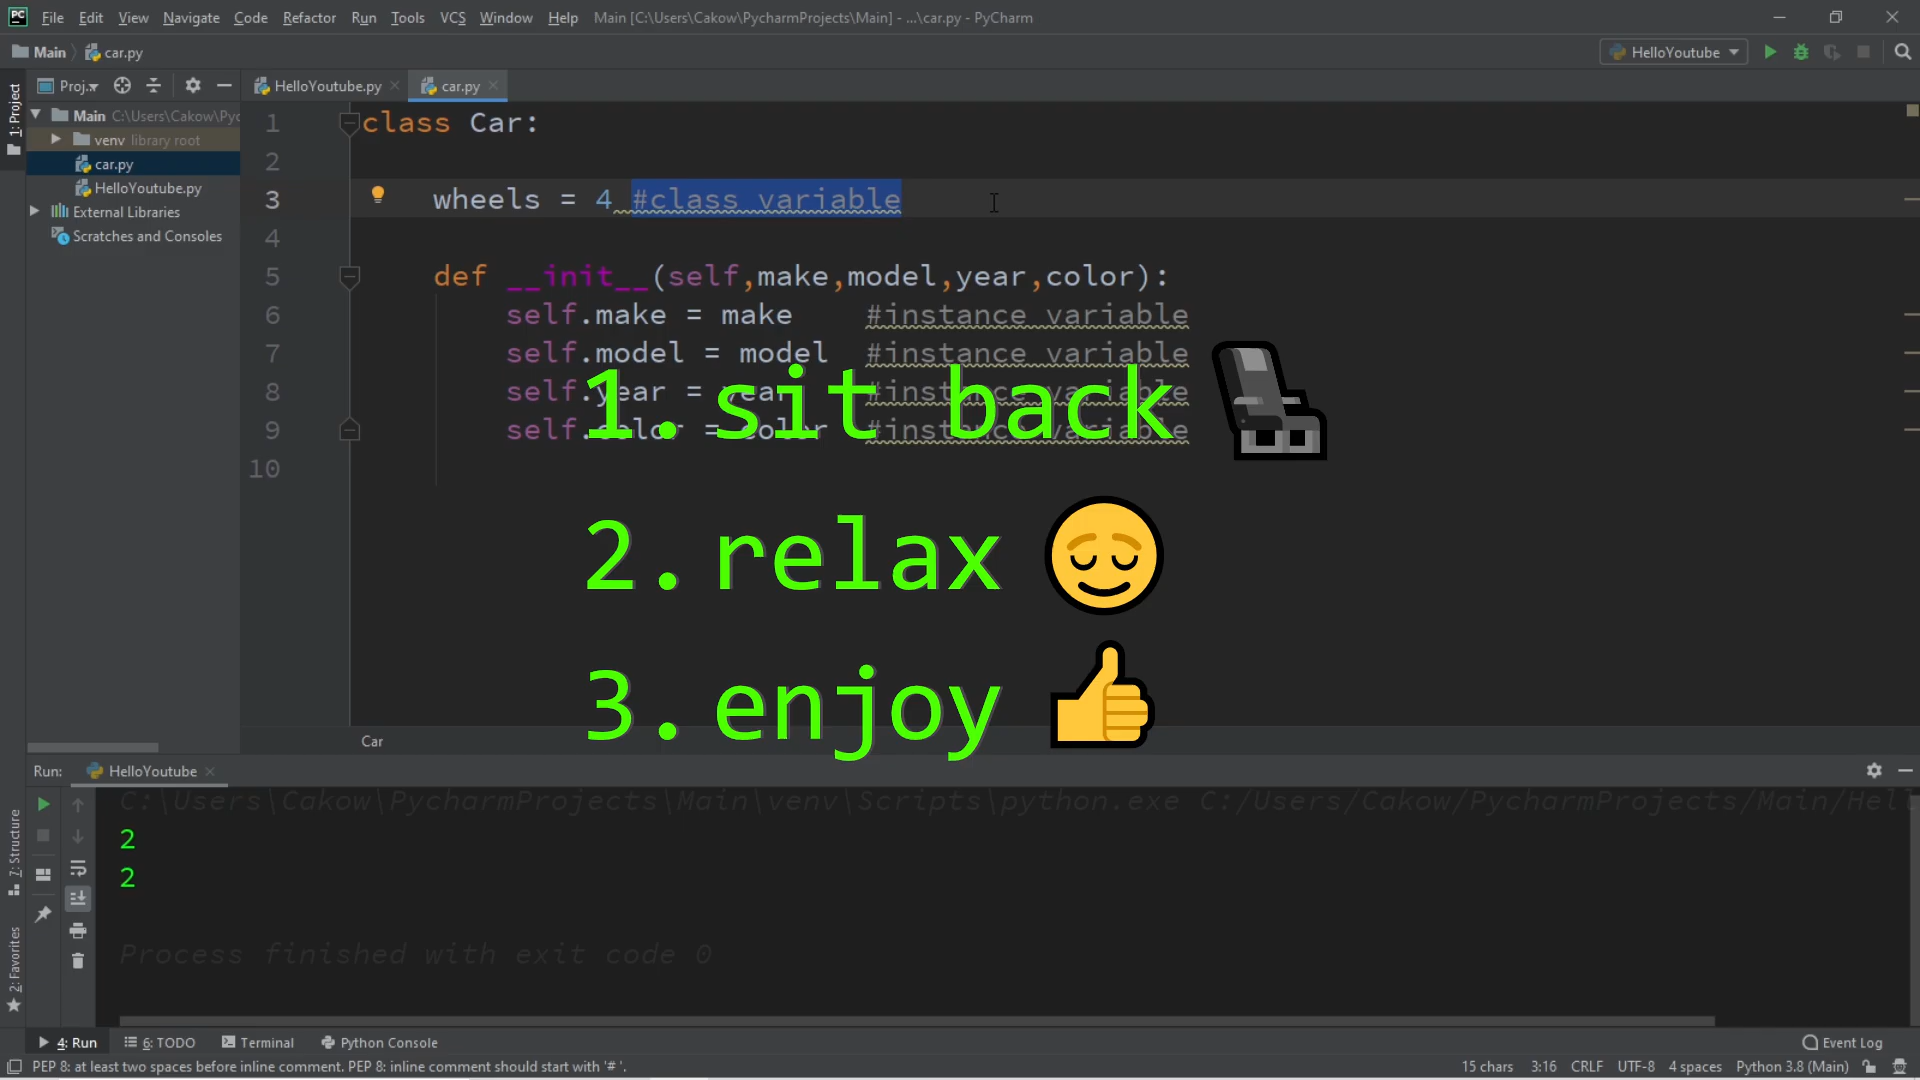 File Edit View Navigate Code Refactor Run Tools VCS Window Help Main [C:\Users\Cakow\PycharmProjects\Main] - ...\car.py - PyCharm
Main car.py HelloYoutube
1: Project
Proj... HelloYoutube.py car.py
Main C:\Users\Cakow\Pyc
venv library root
car.py
HelloYoutube.py
External Libraries
Scratches and Consoles
1 class Car:
2
3 wheels = 4 #class variable
4
5 def __init__(self,make,model,year,color):
6 self.make = make #instance variable
7 self.model = model #instance variable
8 self.year = year #instance variable
9 self.color = color #instance variable
10
1. sit back
2. relax
3. enjoy
Car
Run: HelloYoutube
C:\Users\Cakow\PycharmProjects\Main\venv\Scripts\python.exe C:/Users/Cakow/PycharmProjects/Main/Hell
2
2
Process finished with exit code 0
7: Structure
2: Favorites
4: Run 6: TODO Terminal Python Console Event Log
PEP 8: at least two spaces before inline comment. PEP 8: inline comment should start with '# '. 15 chars 3:16 CRLF UTF-8 4 spaces Python 3.8 (Main)